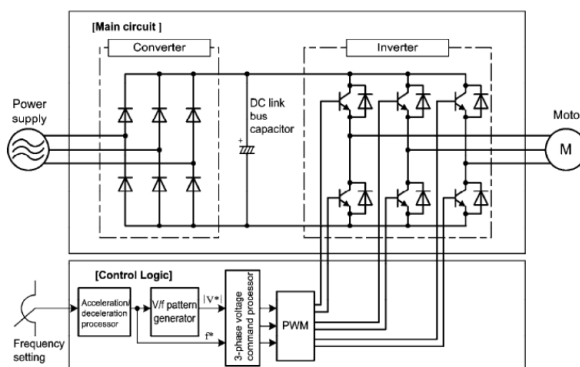 [Main circuit ]
Converter
Inverter
Power
supply
DC link
bus
capacitor
+
Moto
M
[Control Logic]
Acceleration/
deceleration
processor
V/f pattern
generator
|V*|
f*
3-phase voltage
command processor
PWM
Frequency
setting